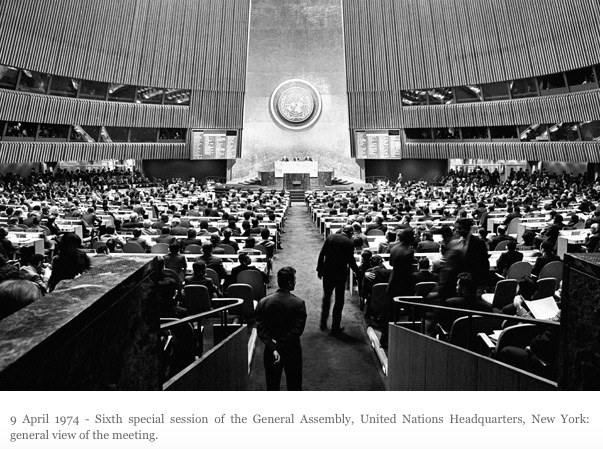 9 April 1974 - Sixth special session of the General Assembly, United Nations Headquarters, New York:
general view of the meeting.